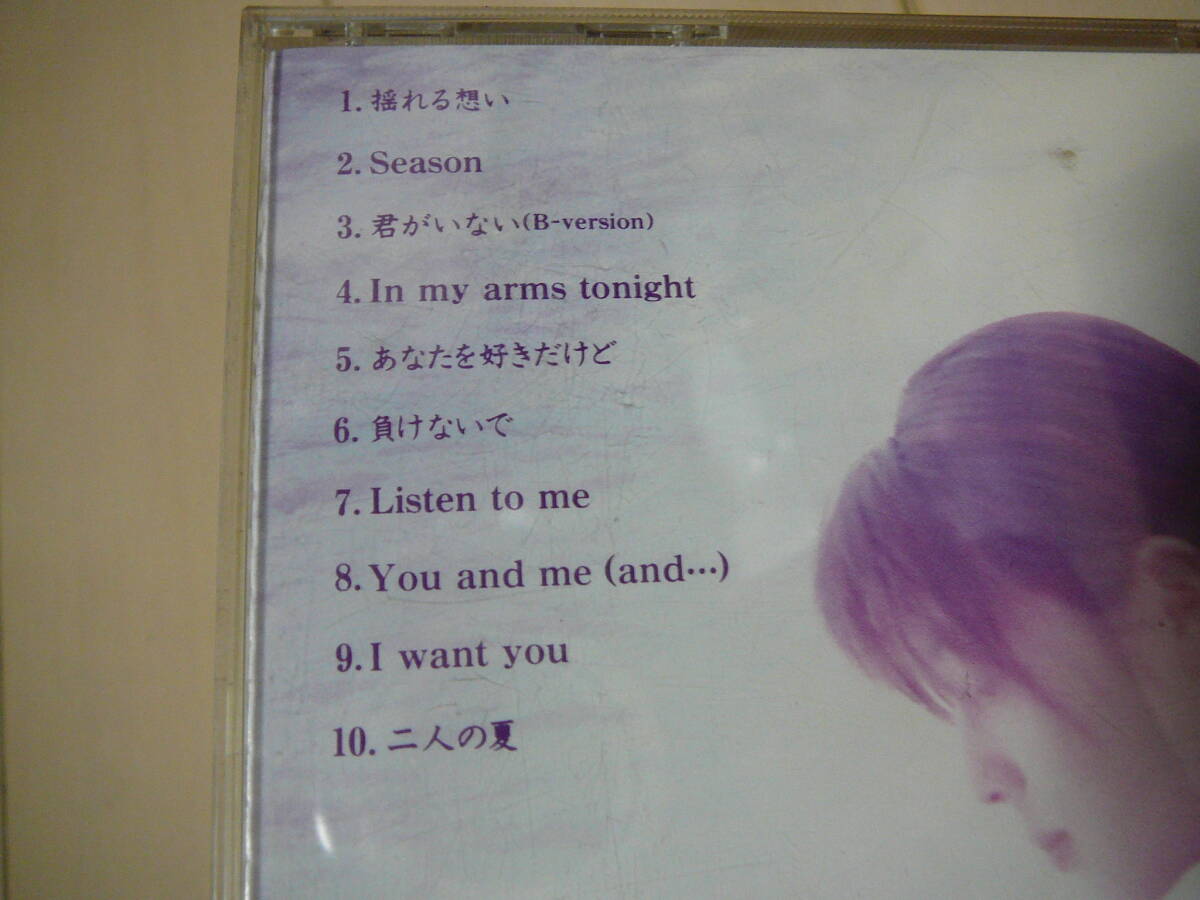 1. 揺れる想い
2. Season
3. 君がいない(B-version)
4. In my arms tonight
5. あなたを好きだけど
6. 負けないで
7. Listen to me
8. You and me (and…)
9. I want you
10. 二人の夏